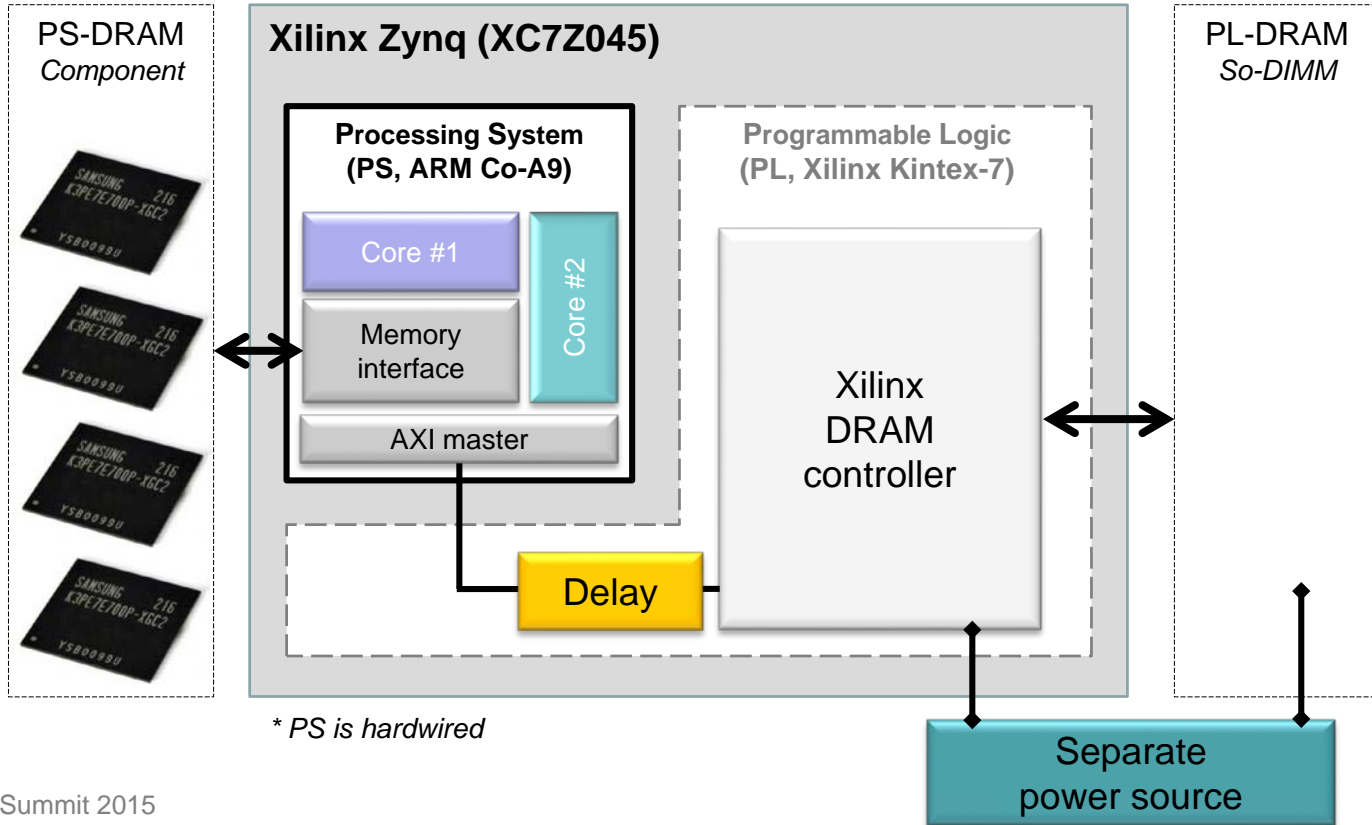 PS-DRAM
Component
Xilinx Zynq (XC7Z045)
PL-DRAM
So-DIMM
Processing System
(PS, ARM Co-A9)
Programmable Logic
(PL, Xilinx Kintex-7)
Core #1
Core #2
Memory
interface
AXI master
Xilinx
DRAM
controller
Delay
SAMSUNG 216
K3PE7E700P-XGC2
YSB0099U
SAMSUNG 216
K3PE7E700P-XGC2
YSB0099U
SAMSUNG 216
K3PE7E700P-XGC2
YSB0099U
SAMSUNG 216
K3PE7E700P-XGC2
YSB0099U
* PS is hardwired
Separate
power source
Summit 2015